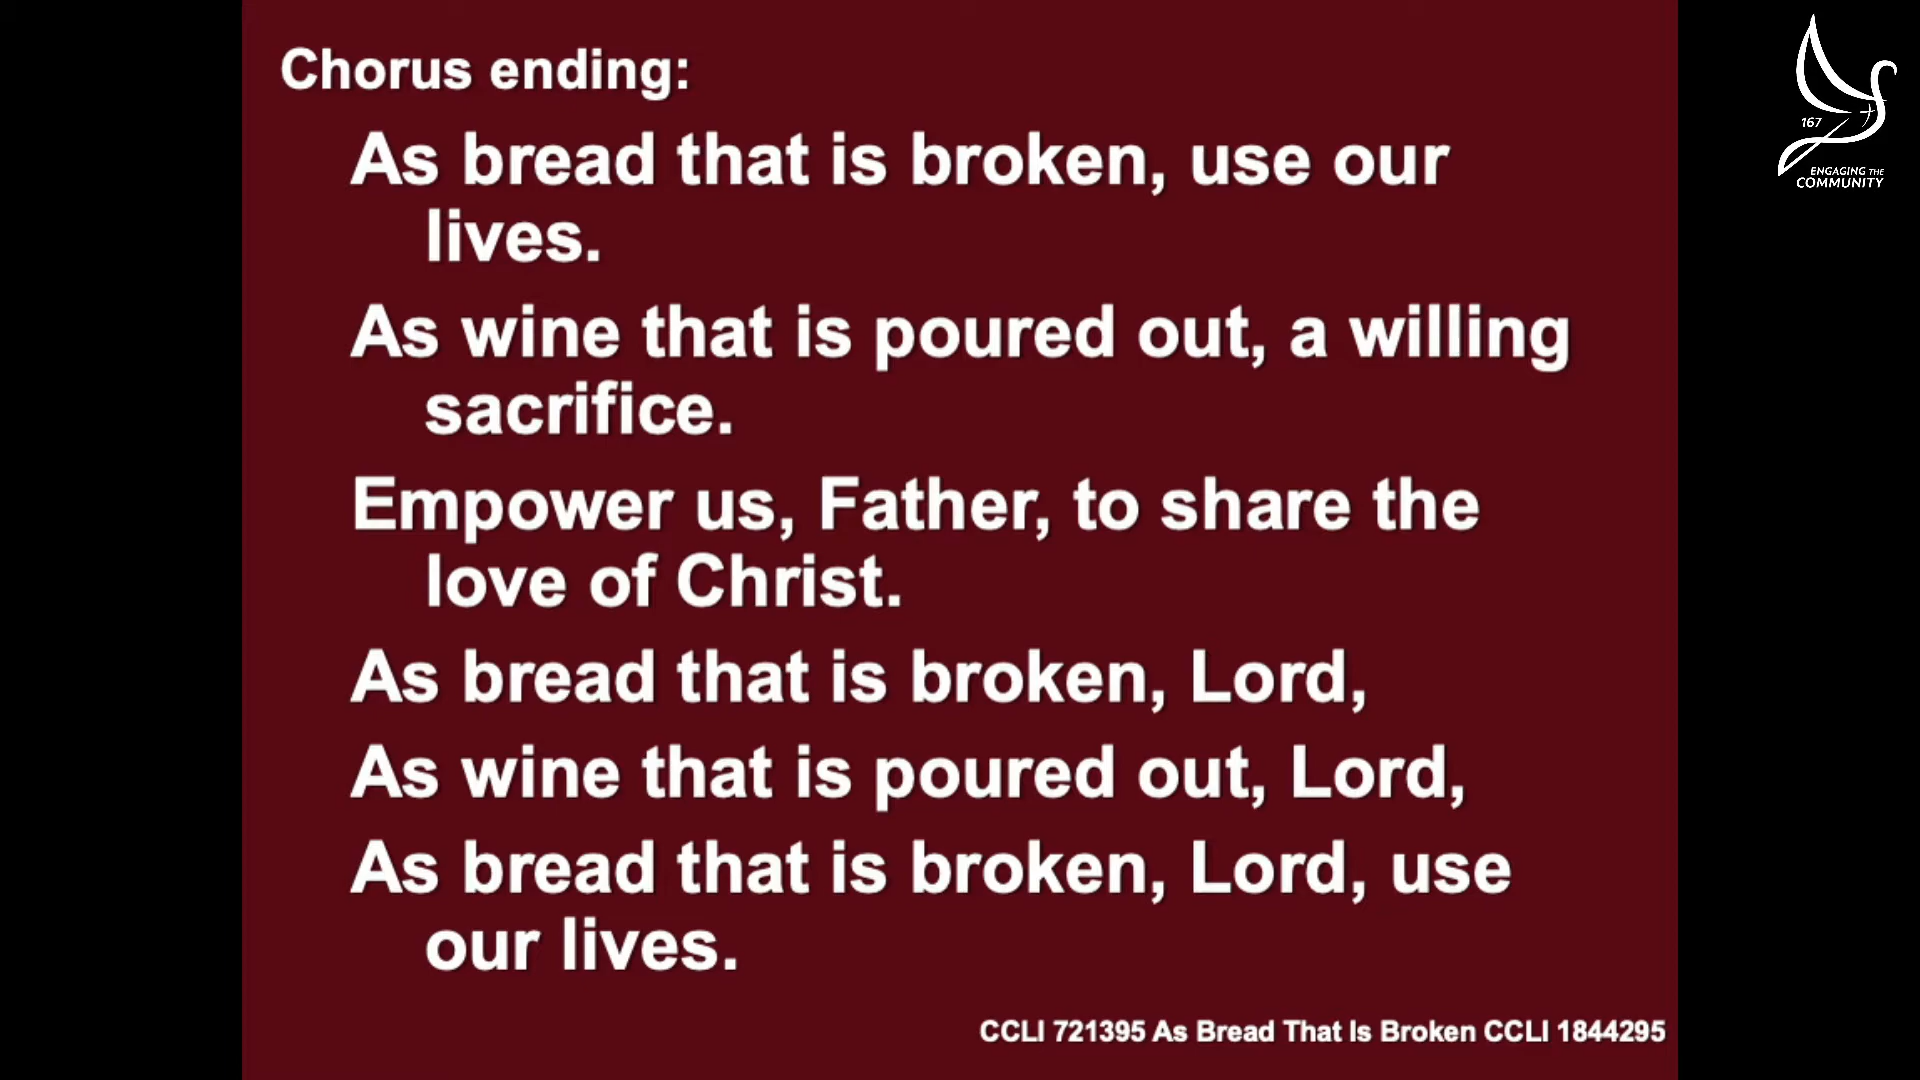 Chorus ending:
As bread that is broken, use our
lives.
As wine that is poured out, a willing
sacrifice.
Empower us, Father, to share the
love of Christ.
As bread that is broken, Lord,
As wine that is poured out, Lord,
As bread that is broken, Lord, use
our lives.
CCLI 721395 As Bread That Is Broken CCLI 1844295
167
ENGAGING THE
COMMUNITY